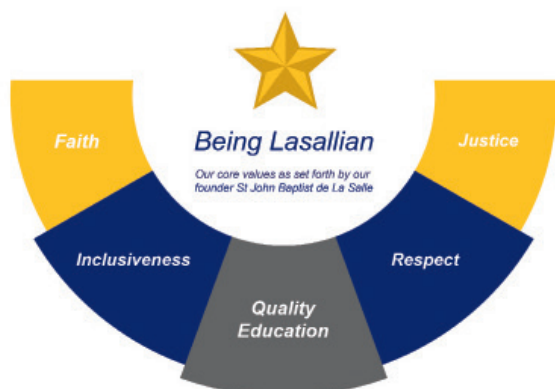 Being Lasallian
Our core values as set forth by our
founder St John Baptist de La Salle
Faith
Inclusiveness
Quality
Education
Respect
Justice